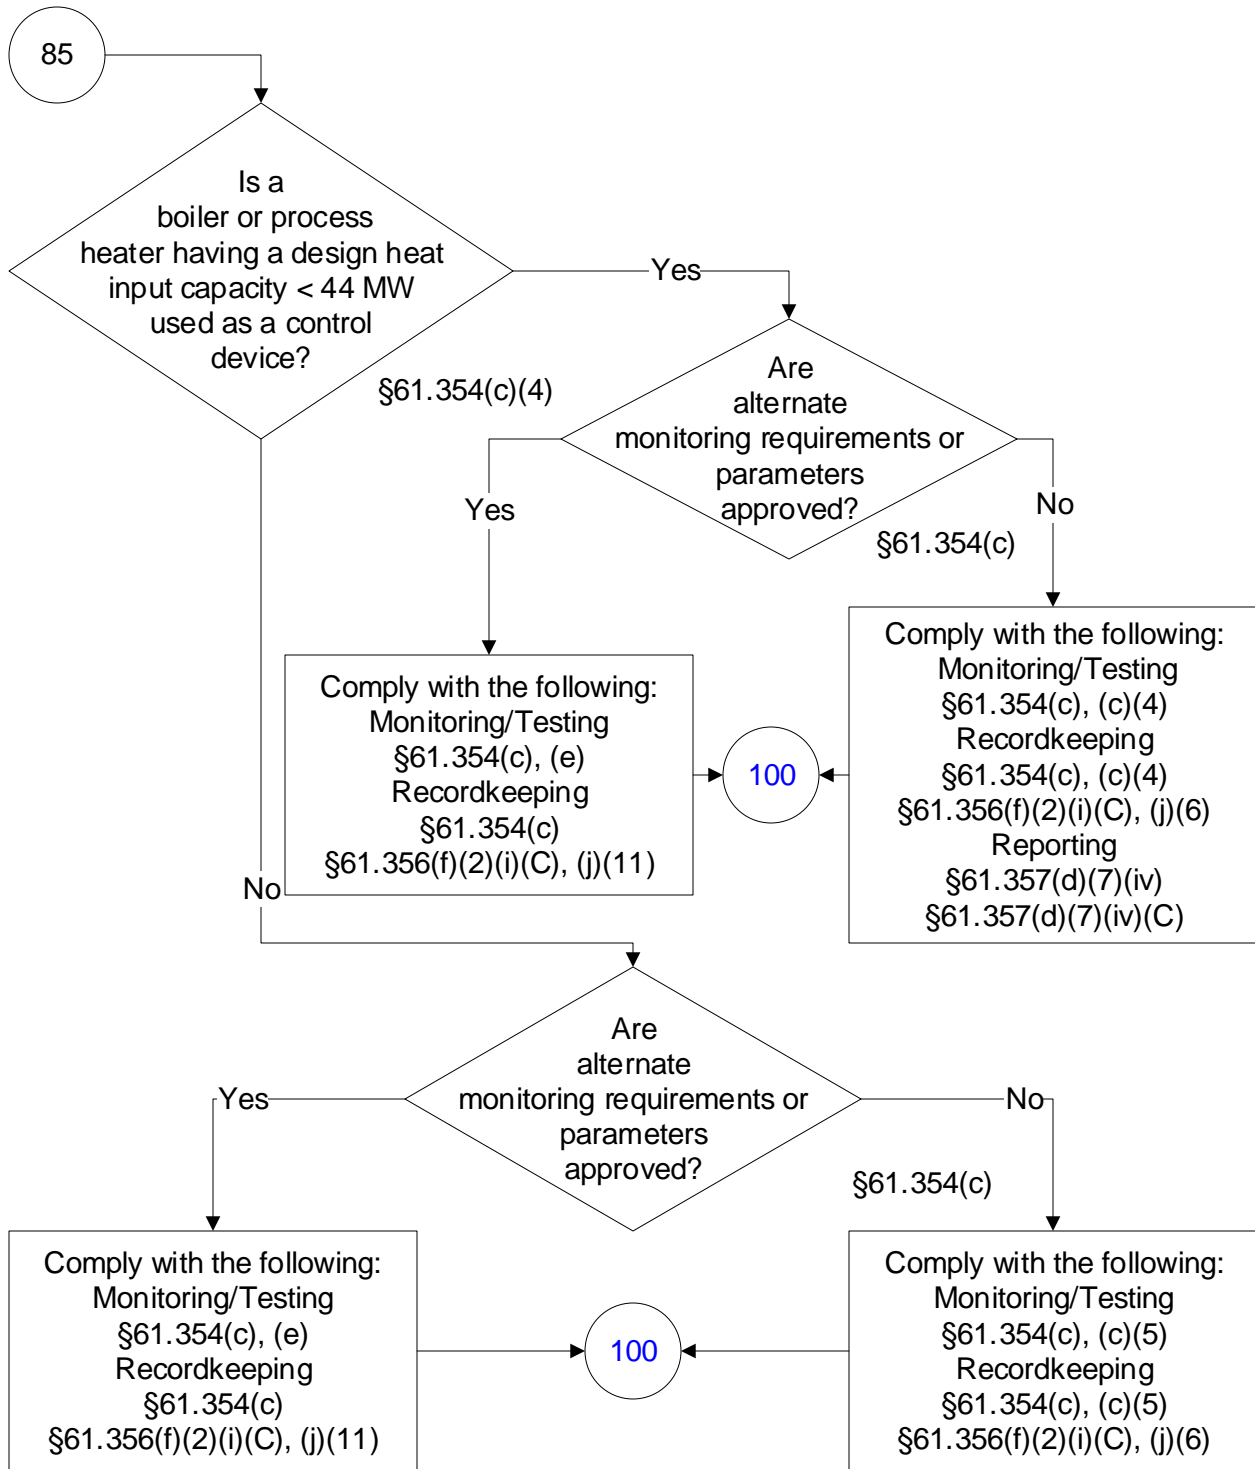 85
Is a
boiler or process
heater having a design heat
input capacity < 44 MW
used as a control
device?
Yes
§61.354(c)(4)
Are
alternate
monitoring requirements or
parameters
approved?
Yes
No
§61.354(c)
Comply with the following:
Monitoring/Testing
§61.354(c), (e)
Recordkeeping
§61.354(c)
§61.356(f)(2)(i)(C), (j)(11)
100
Comply with the following:
Monitoring/Testing
§61.354(c), (c)(4)
Recordkeeping
§61.354(c), (c)(4)
§61.356(f)(2)(i)(C), (j)(6)
Reporting
§61.357(d)(7)(iv)
§61.357(d)(7)(iv)(C)
No
Are
alternate
monitoring requirements or
parameters
approved?
Yes
No
§61.354(c)
Comply with the following:
Monitoring/Testing
§61.354(c), (e)
Recordkeeping
§61.354(c)
§61.356(f)(2)(i)(C), (j)(11)
100
Comply with the following:
Monitoring/Testing
§61.354(c), (c)(5)
Recordkeeping
§61.354(c), (c)(5)
§61.356(f)(2)(i)(C), (j)(6)